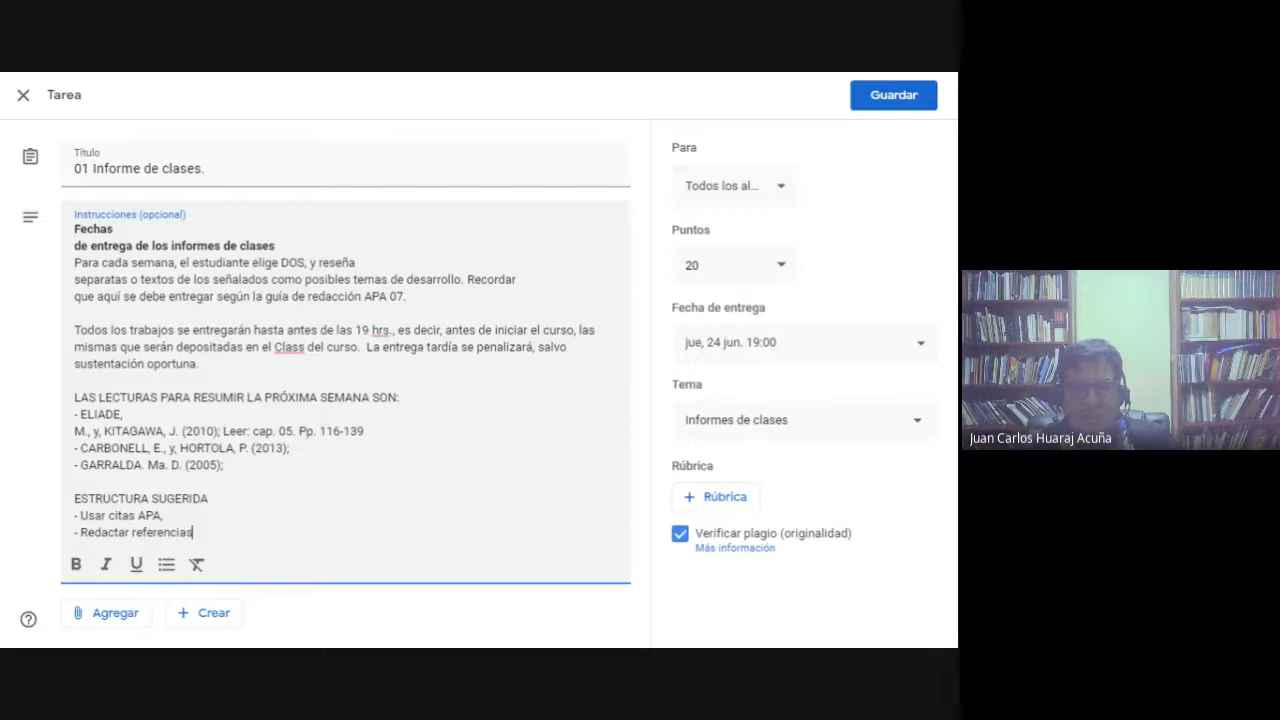 Tarea
Guardar
Título
01 Informe de clases.
Instrucciones (opcional)
Fechas
de entrega de los informes de clases
Para cada semana, el estudiante elige DOS, y reseña
separatas o textos de los señalados como posibles temas de desarrollo. Recordar
que aquí se debe entregar según la guía de redacción APA 07.
Todos los trabajos se entregarán hasta antes de las 19 hrs., es decir, antes de iniciar el curso, las
mismas que serán depositadas en el Class del curso. La entrega tardía se penalizará, salvo
sustentación oportuna.
LAS LECTURAS PARA RESUMIR LA PRÓXIMA SEMANA SON:
- ELIADE,
M., y, KITAGAWA, J. (2010); Leer: cap. 05. Pp. 116-139
- CARBONELL, E., y, HORTOLA, P. (2013);
- GARRALDA. Ma. D. (2005);
ESTRUCTURA SUGERIDA
- Usar citas APA,
- Redactar referencias
B I U
Agregar
+ Crear
Para
Todos los al...
Puntos
20
Fecha de entrega
jue, 24 jun. 19:00
Tema
Informes de clases
Rúbrica
+ Rúbrica
Verificar plagio (originalidad)
Más información
Juan Carlos Huaraj Acuña